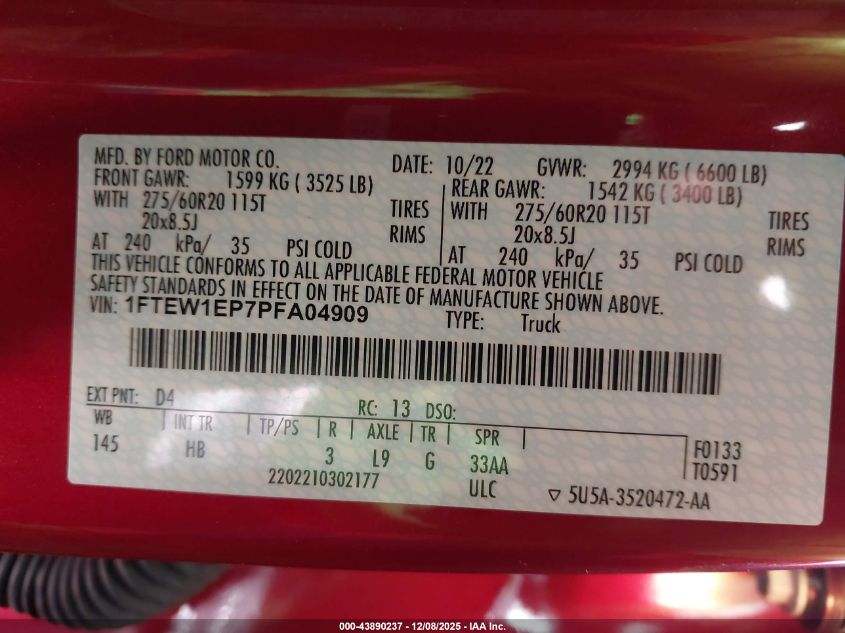 MFD. BY FORD MOTOR CO. DATE: 10/22 GVWR: 2994 KG ( 6600 LB)
FRONT GAWR: 1599 KG ( 3525 LB) REAR GAWR: 1542 KG ( 3400 LB)
WITH 275/60R20 115T TIRES WITH 275/60R20 115T TIRES
20x8.5J RIMS 20x8.5J RIMS
AT 240 kPa/ 35 PSI COLD AT 240 kPa/ 35 PSI COLD
THIS VEHICLE CONFORMS TO ALL APPLICABLE FEDERAL MOTOR VEHICLE
SAFETY STANDARDS IN EFFECT ON THE DATE OF MANUFACTURE SHOWN ABOVE.
VIN: 1FTEW1EP7PFA04909 TYPE: Truck
EXT PNT: D4 RC: 13 DSO:
WB INT TR TP/PS R AXLE TR SPR F0133
145 HB 3 L9 G 33AA T0591
2202210302177 ULC ▽ 5U5A-3520472-AA
000-43890237 - 12/08/2025 - IAA Inc.